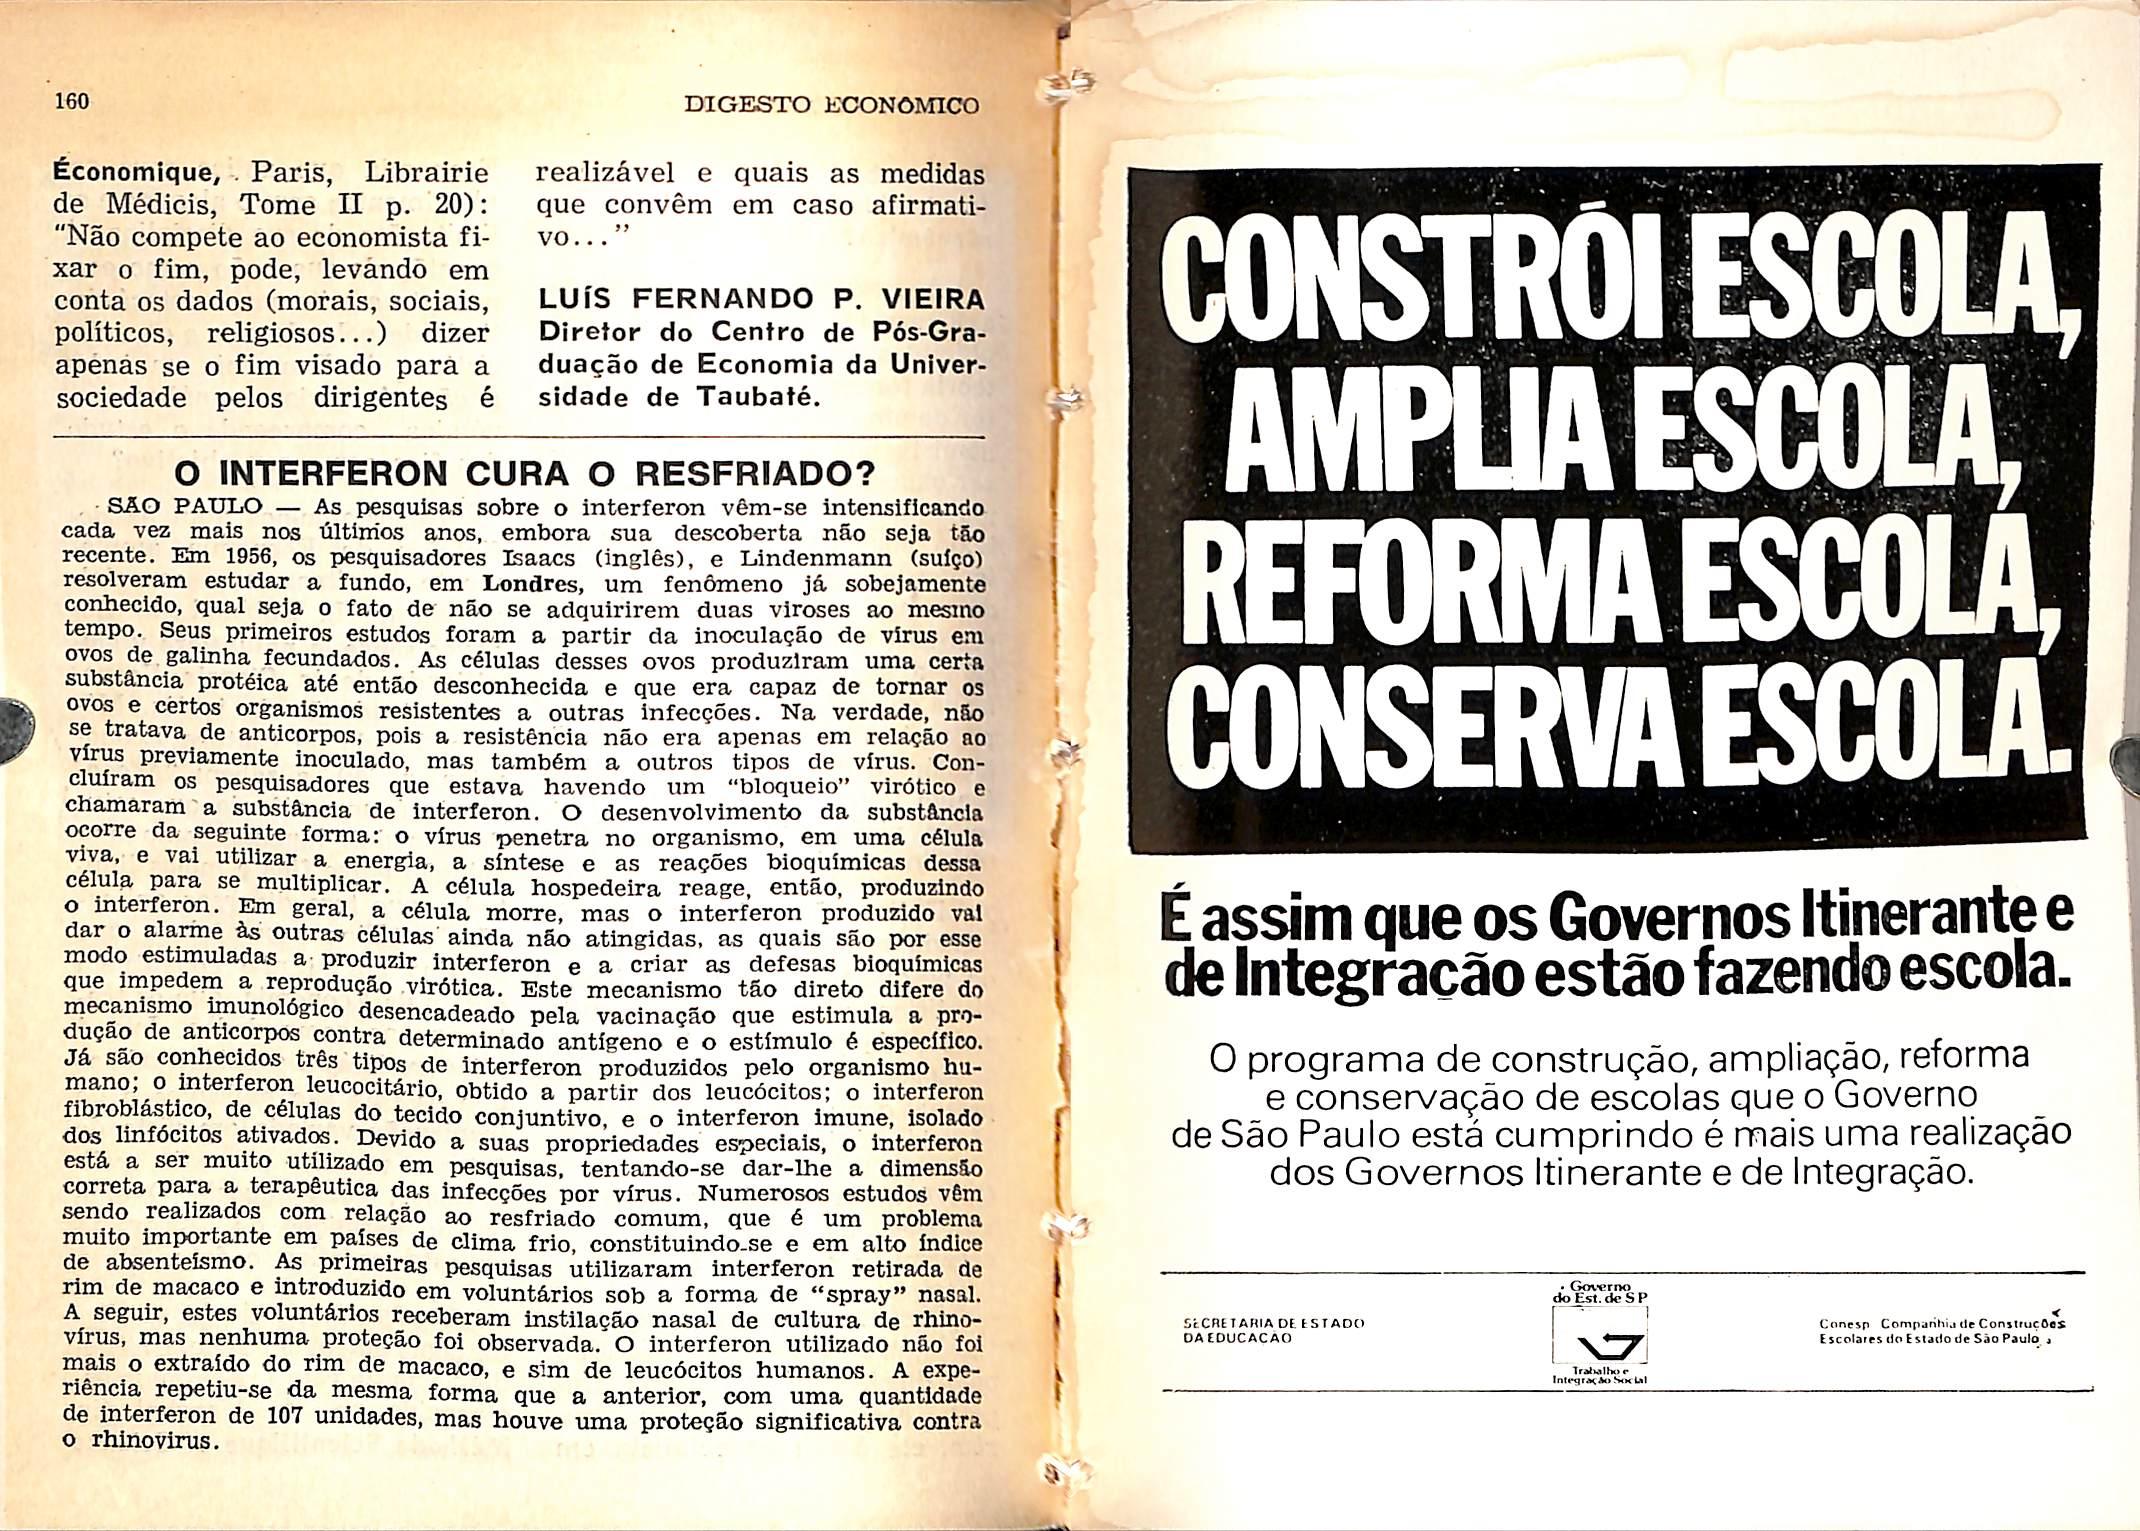 160
DIGESTO ECONÔMICO
Économique, Paris, Librairie
de Médicis, Tome II p. 20):
"Não compete ao economista fi-
xar o fim, pode, levando em
conta os dados (morais, sociais,
políticos, religiosos...) dizer
apenas se o fim visado para a
sociedade pelos dirigentes é
realizável e quais as medidas
que convêm em caso afirmati-
vo..."
LUÍS FERNANDO P. VIEIRA
Diretor do Centro de Pós-Gra-
duação de Economia da Univer-
sidade de Taubaté.
O INTERFERON CURA O RESFRIADO?
SÃO PAULO — As pesquisas sobre o interferon vêm-se intensificando
cada vez mais nos últimos anos, embora sua descoberta não seja tão
recente. Em 1956, os pesquisadores Isaacs (inglês), e Lindenmann (suíço)
resolveram estudar a fundo, em Londres, um fenômeno já sobejamente
conhecido, qual seja o fato de não se adquirirem duas viroses ao mesmo
tempo. Seus primeiros estudos foram a partir da inoculação de vírus em
ovos de galinha fecundados. As células desses ovos produziram uma certa
substância protéica até então desconhecida e que era capaz de tornar os
ovos e certos organismos resistentes a outras infecções. Na verdade, não
se tratava de anticorpos, pois a resistência não era apenas em relação ao
vírus previamente inoculado, mas também a outros tipos de vírus. Con-
cluíram os pesquisadores que estava havendo um "bloqueio" virótico e
chamaram a substância de interferon. O desenvolvimento da substância
ocorre da seguinte forma: o vírus penetra no organismo, em uma célula
viva, e vai utilizar a energia, a síntese e as reações bioquímicas dessa
célula para se multiplicar. A célula hospedeira reage, então, produzindo
o interferon. Em geral, a célula morre, mas o interferon produzido vai
dar o alarme às outras células ainda não atingidas, as quais são por esse
modo estimuladas a produzir interferon e a criar as defesas bioquímicas
que impedem a reprodução virótica. Este mecanismo tão direto difere do
mecanismo imunológico desencadeado pela vacinação que estimula a pro-
dução de anticorpos contra determinado antígeno e o estímulo é específico.
Já são conhecidos três tipos de interferon produzidos pelo organismo hu-
mano; o interferon leucocitário, obtido a partir dos leucócitos; o interferon
fibroblástico, de células do tecido conjuntivo, e o interferon imune, isolado
dos linfócitos ativados. Devido a suas propriedades especiais, o interferon
está a ser muito utilizado em pesquisas, tentando-se dar-lhe a dimensão
correta para a terapêutica das infecções por vírus. Numerosos estudos vêm
sendo realizados com relação ao resfriado comum, que é um problema
muito importante em países de clima frio, constituindo-se e em alto índice
de absenteísmo. As primeiras pesquisas utilizaram interferon retirada de
rim de macaco e introduzido em voluntários sob a forma de "spray" nasal.
A seguir, estes voluntários receberam instilação nasal de cultura de rhino-
vírus, mas nenhuma proteção foi observada. O interferon utilizado não foi
mais o extraído do rim de macaco, e sim de leucócitos humanos. A expe-
riência repetiu-se da mesma forma que a anterior, com uma quantidade
de interferon de 107 unidades, mas houve uma proteção significativa contra
o rhinovirus.
CONSTRÓI ESCOLA,
AMPLIA ESCOLA,
REFORMA ESCOLA,
CONSERVA ESCOLA.
É assim que os Governos Itinerante e
de Integração estão fazendo escola.
O programa de construção, ampliação, reforma
e conservação de escolas que o Governo
de São Paulo está cumprindo é mais uma realização
dos Governos Itinerante e de Integração.
SECRETARIA DE ESTADO
DA EDUCAÇÃO
Governo
do Est. de SP
Trabalho e
Integração Social
Conesp Companhia de Construções
Escolares do Estado de São Paulo